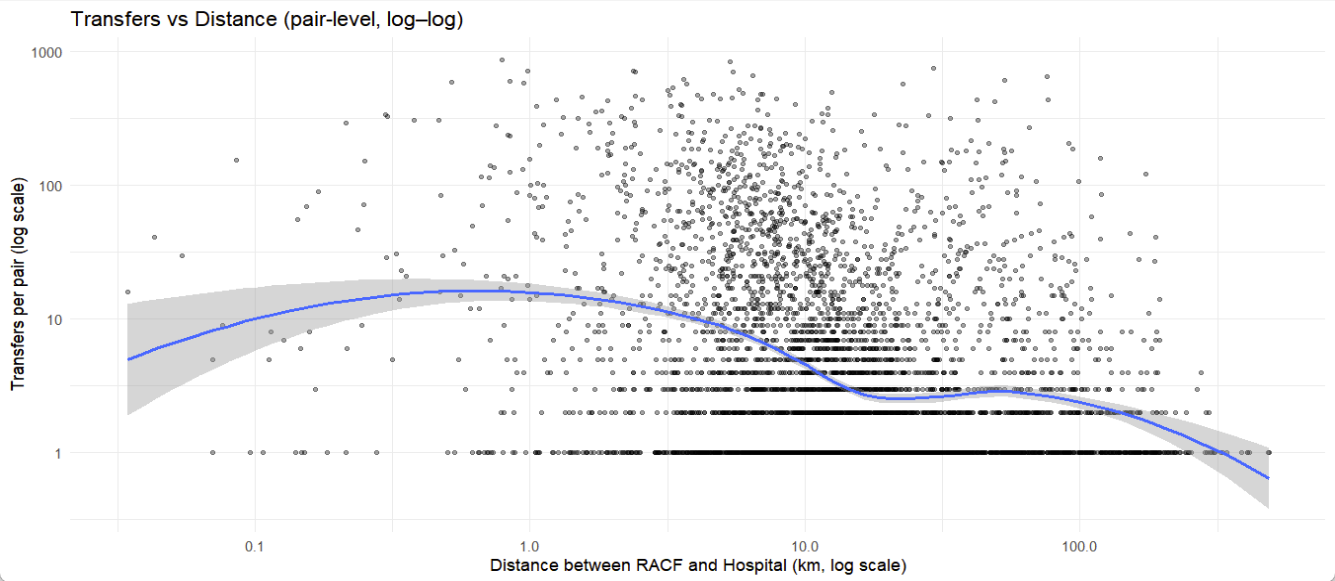 Transfers vs Distance (pair-level, log–log)
1000
100
10
1
Transfers per pair (log scale)
0.1
1.0
10.0
100.0
Distance between RACF and Hospital (km, log scale)